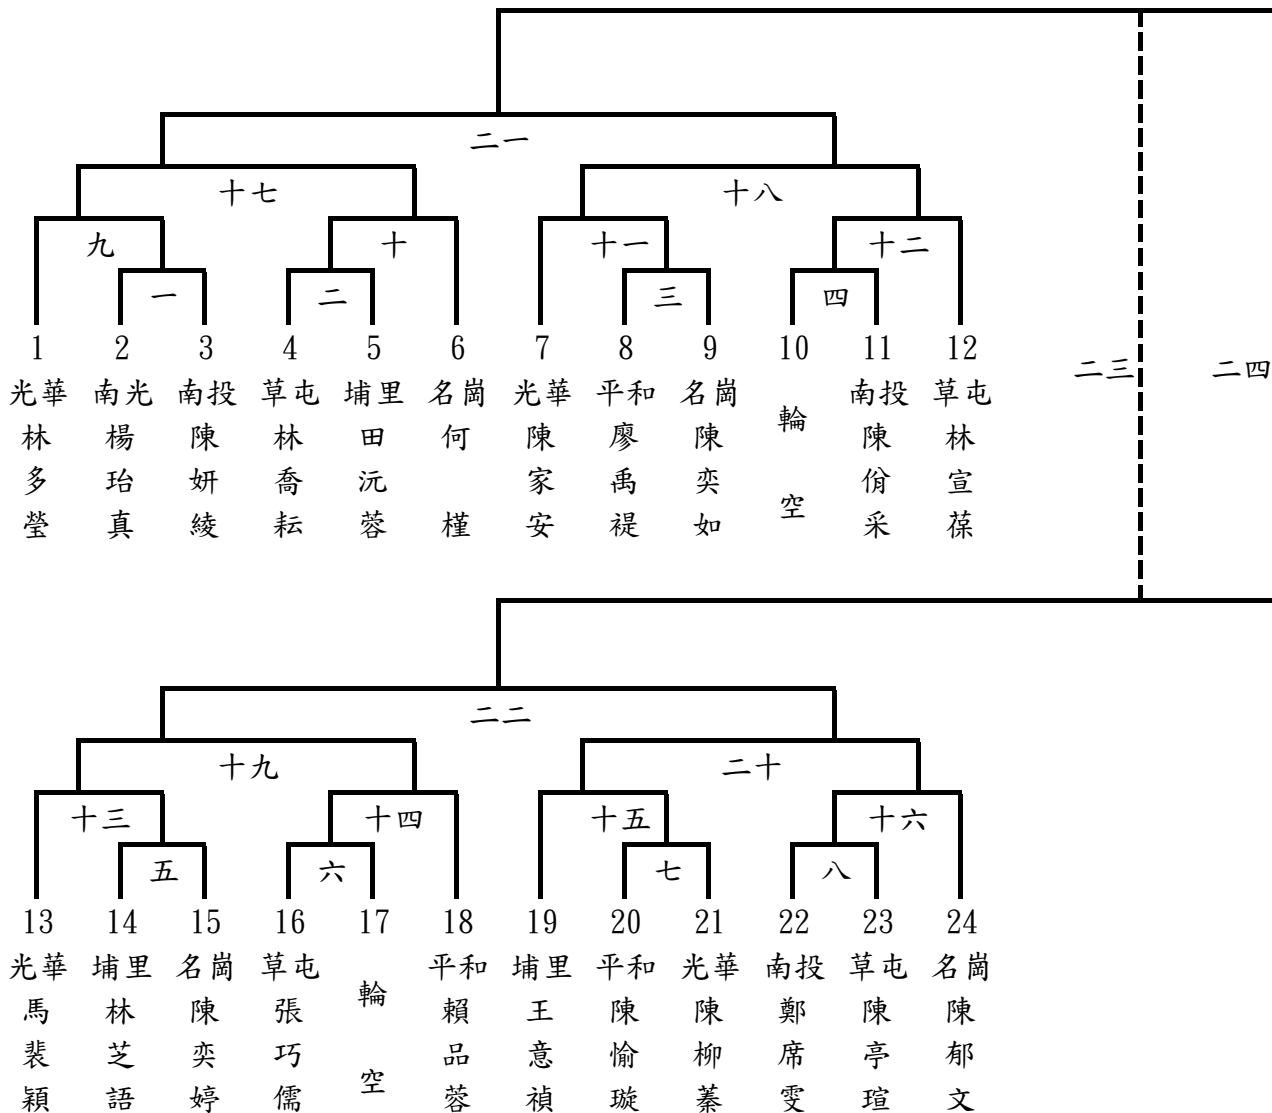 二一
十七 十八
九 十 十一 十二
一 二 三 四
1 2 3 4 5 6 7 8 9 10 11 12
二三 二四
光華 南光 南投 草屯 埔里 名崗 光華 平和 名崗 輪空 南投 草屯
林多瑩 楊珆真 陳妍綾 林喬耘 田沅蓉 何槿 陳家安 廖禹禔 陳奕如 陳佾采 林宣葆
二二
十九 二十
十三 十四 十五 十六
五 六 七 八
13 14 15 16 17 18 19 20 21 22 23 24
光華 埔里 名崗 草屯 輪空 平和 埔里 平和 光華 南投 草屯 名崗
馬裴穎 林芝語 陳奕婷 張巧儒 賴品蓉 王意禎 陳愉璇 陳柳蓁 鄭席雯 陳亭瑄 陳郁文